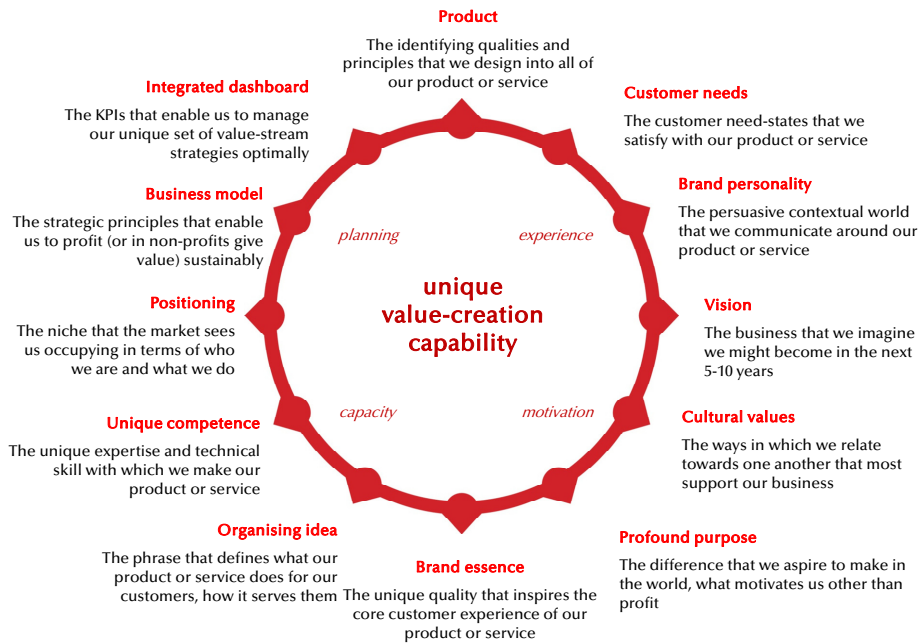 Product
The identifying qualities and
principles that we design into all of
our product or service
Customer needs
The customer need-states that we
satisfy with our product or service
Brand personality
The persuasive contextual world
that we communicate around our
product or service
Vision
The business that we imagine
we might become in the next
5-10 years
Cultural values
The ways in which we relate
towards one another that most
support our business
Profound purpose
The difference that we aspire to make in
the world, what motivates us other than
profit
Brand essence
The unique quality that inspires the
core customer experience of our
product or service
Organising idea
The phrase that defines what our
product or service does for our
customers, how it serves them
Unique competence
The unique expertise and technical
skill with which we make our
product or service
Positioning
The niche that the market sees
us occupying in terms of who
we are and what we do
Business model
The strategic principles that enable
us to profit (or in non-profits give
value) sustainably
Integrated dashboard
The KPIs that enable us to manage
our unique set of value-stream
strategies optimally
planning
experience
unique
value-creation
capability
capacity
motivation